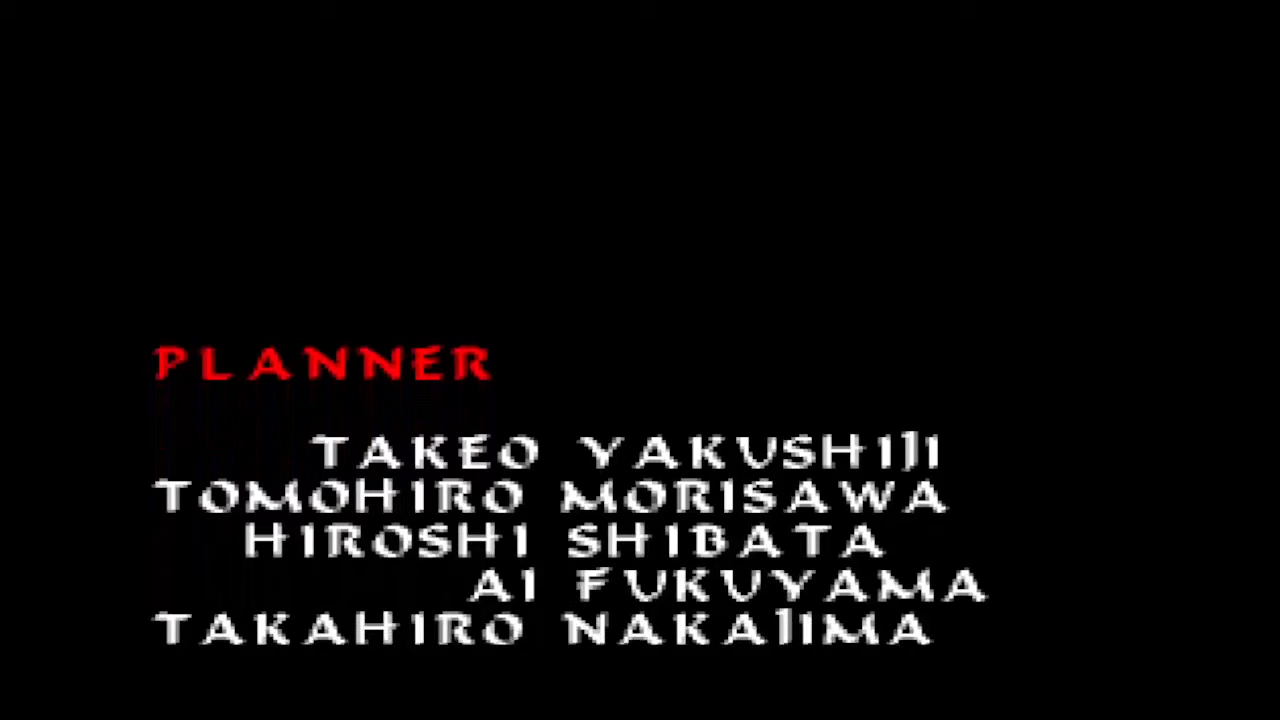 PLANNER
TAKEO YAKUSHIJI
TOMOHIRO MORISAWA
HIROSHI SHIBATA
AI FUKUYAMA
TAKAHIRO NAKAJIMA